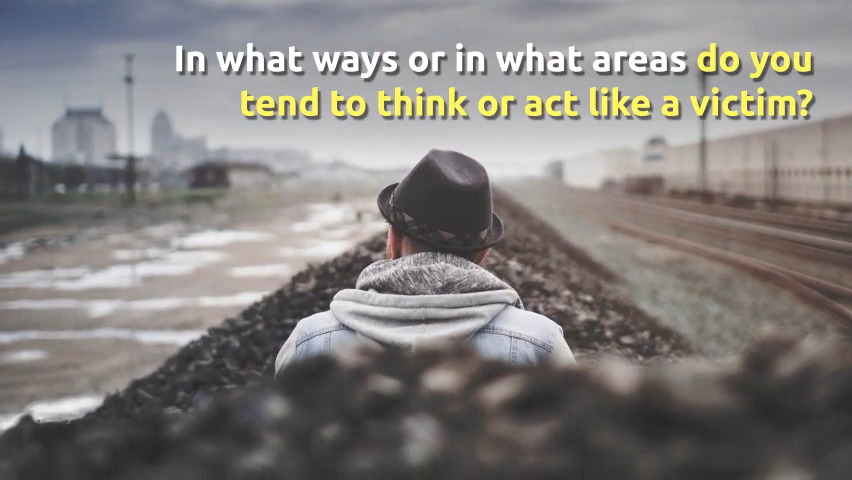 In what ways or in what areas do you
tend to think or act like a victim?